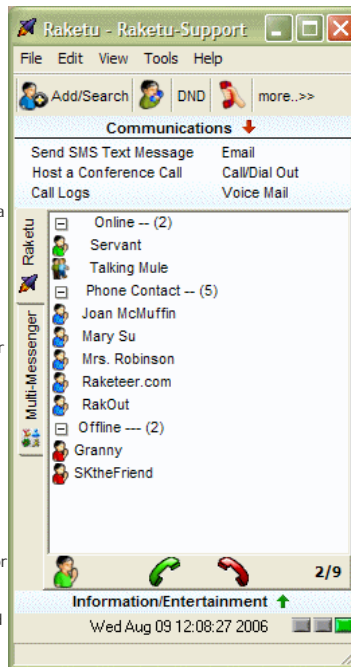 Raketu - Raketu-Support
File Edit View Tools Help
Add/Search DND more..>>
Communications
Send SMS Text Message Email
Host a Conference Call Call/Dial Out
Call Logs Voice Mail
Raketu
Multi-Messenger
Online -- (2)
Servant
Talking Mule
Phone Contact -- (5)
Joan McMuffin
Mary Su
Mrs. Robinson
Raketeer.com
RakOut
Offline --- (2)
Granny
SKtheFriend
2/9
Information/Entertainment
Wed Aug 09 12:08:27 2006